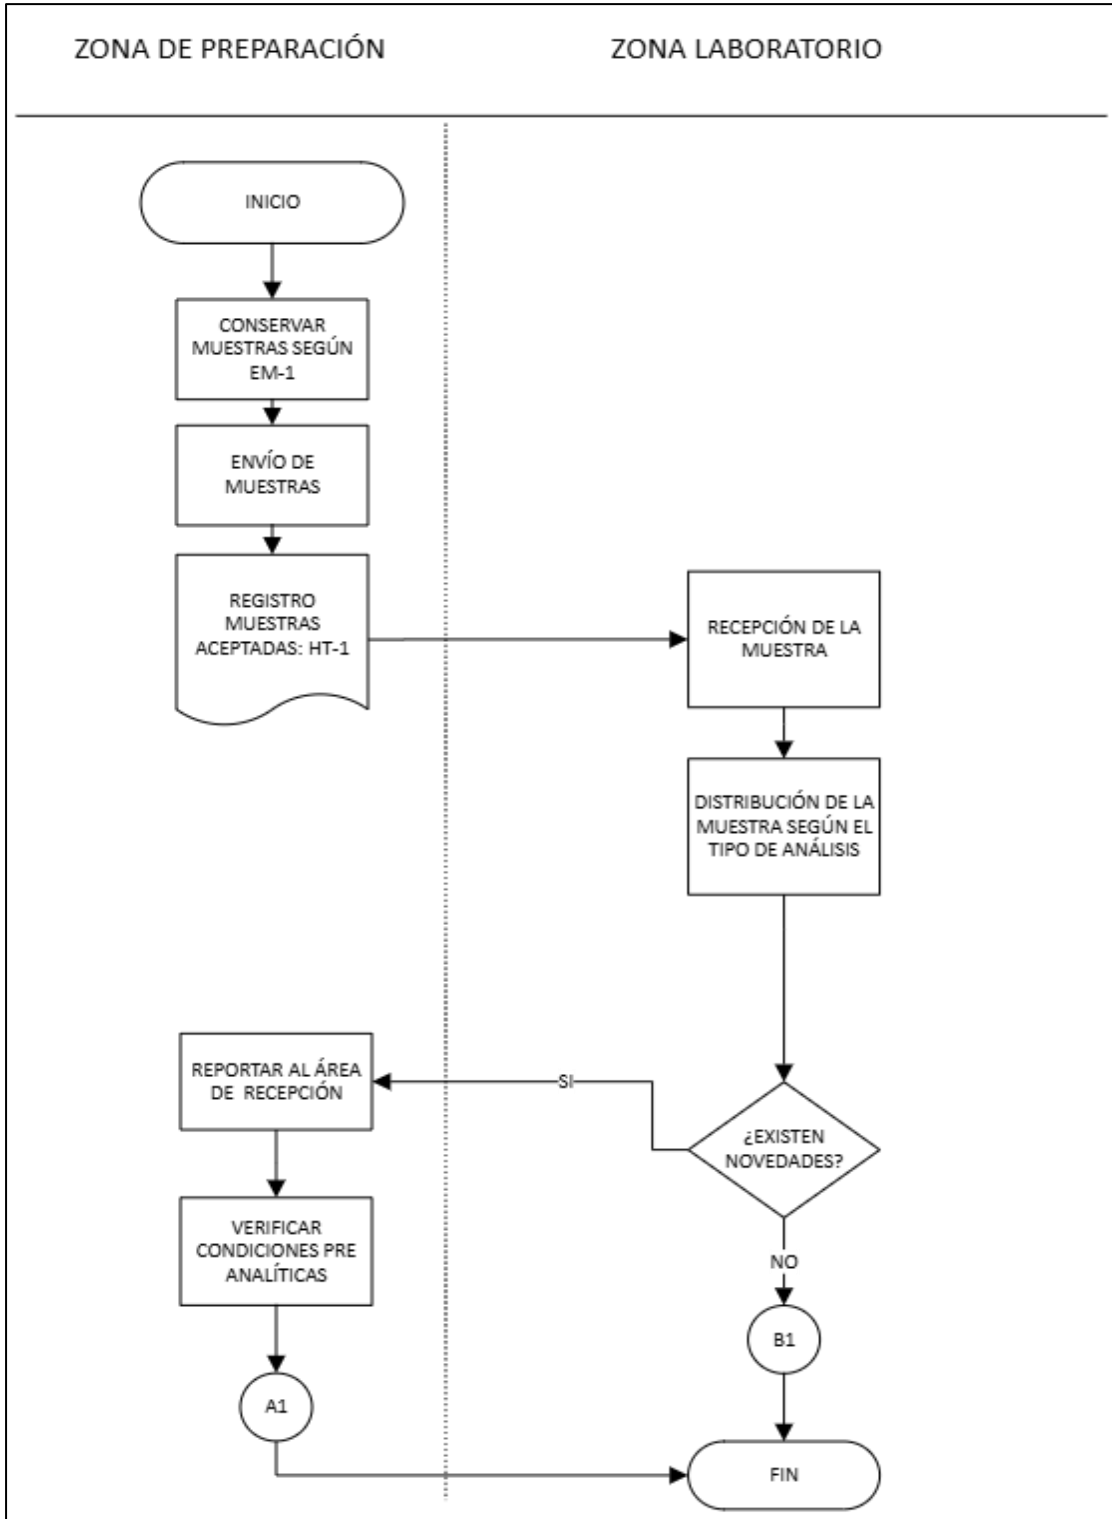 ZONA DE PREPARACIÓN
ZONA LABORATORIO
INICIO
CONSERVAR
MUESTRAS SEGÚN
EM-1
ENVÍO DE
MUESTRAS
REGISTRO
MUESTRAS
ACEPTADAS: HT-1
RECEPCIÓN DE LA
MUESTRA
DISTRIBUCIÓN DE LA
MUESTRA SEGÚN EL
TIPO DE ANÁLISIS
¿EXISTEN
NOVEDADES?
SI
REPORTAR AL ÁREA
DE RECEPCIÓN
VERIFICAR
CONDICIONES PRE
ANALÍTICAS
A1
NO
B1
FIN